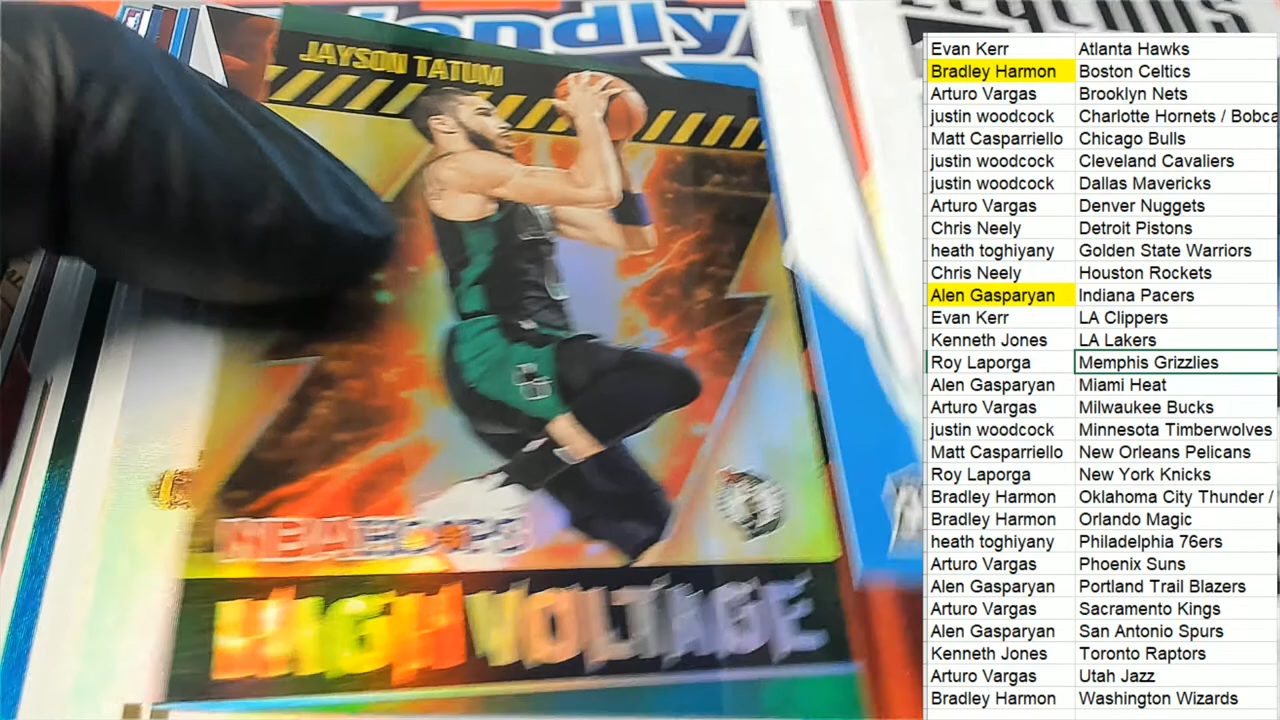 ndly
JAYSON TATUM
NBA HOOPS
HIGH VOLTAGE
Evan Kerr Atlanta Hawks
Bradley Harmon Boston Celtics
Arturo Vargas Brooklyn Nets
justin woodcock Charlotte Hornets / Bobca
Matt Casparriello Chicago Bulls
justin woodcock Cleveland Cavaliers
justin woodcock Dallas Mavericks
Arturo Vargas Denver Nuggets
Chris Neely Detroit Pistons
heath toghiyany Golden State Warriors
Chris Neely Houston Rockets
Alen Gasparyan Indiana Pacers
Evan Kerr LA Clippers
Kenneth Jones LA Lakers
Roy Laporga Memphis Grizzlies
Alen Gasparyan Miami Heat
Arturo Vargas Milwaukee Bucks
justin woodcock Minnesota Timberwolves
Matt Casparriello New Orleans Pelicans
Roy Laporga New York Knicks
Bradley Harmon Oklahoma City Thunder /
Bradley Harmon Orlando Magic
heath toghiyany Philadelphia 76ers
Arturo Vargas Phoenix Suns
Alen Gasparyan Portland Trail Blazers
Arturo Vargas Sacramento Kings
Alen Gasparyan San Antonio Spurs
Kenneth Jones Toronto Raptors
Arturo Vargas Utah Jazz
Bradley Harmon Washington Wizards